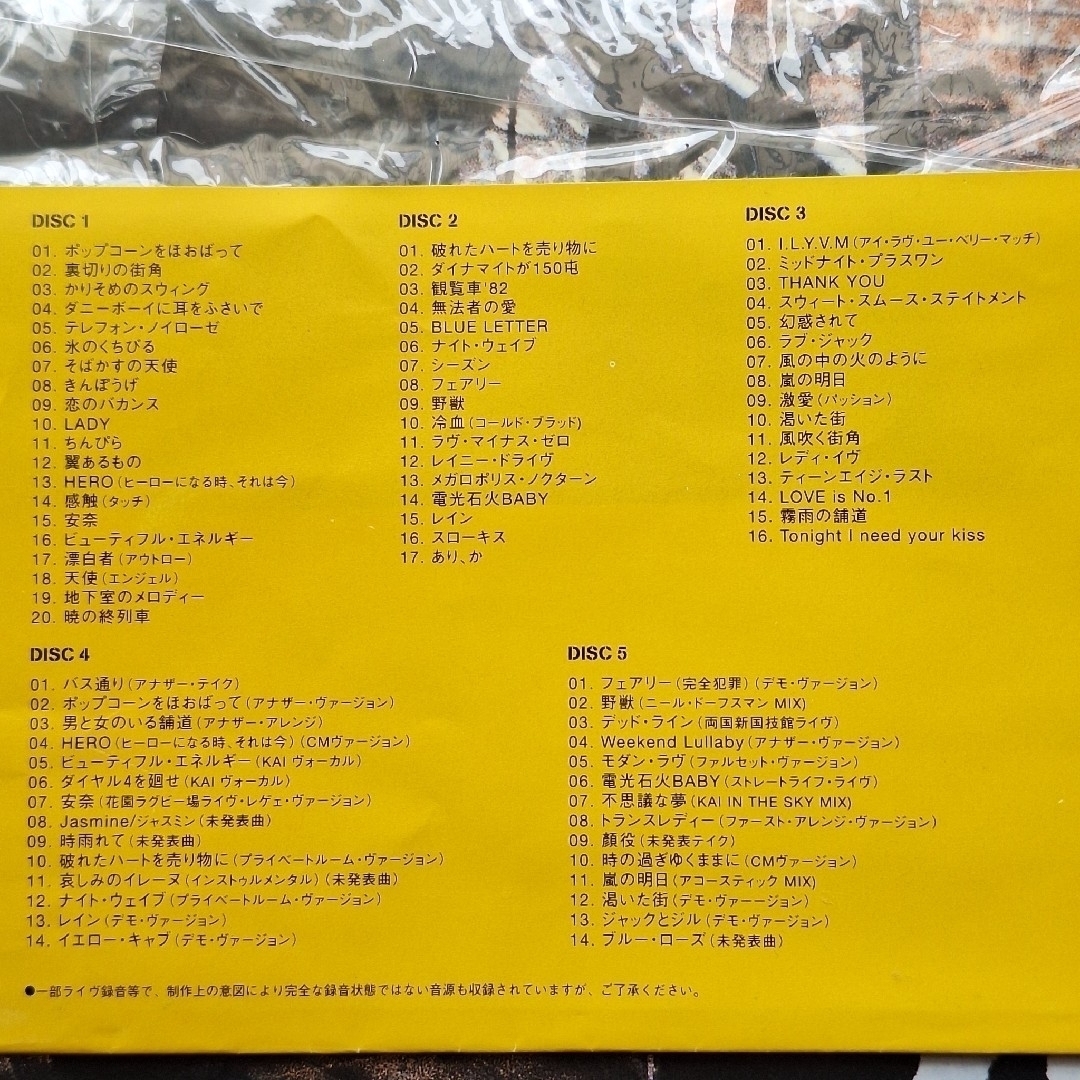 DISC 1
01. ポップコーンをほおばって
02. 裏切りの街角
03. かりそめのスウィング
04. ダニーボーイに耳をふさいで
05. テレフォン・ノイローゼ
06. 氷のくちびる
07. そばかすの天使
08. きんぽうげ
09. 恋のバカンス
10. LADY
11. ちんぴら
12. 翼あるもの
13. HERO(ヒーローになる時、それは今)
14. 感触(タッチ)
15. 安奈
16. ビューティフル・エネルギー
17. 漂泊者(アウトロー)
18. 天使(エンジェル)
19. 地下室のメロディー
20. 暁の終列車
DISC 2
01. 破れたハートを売り物に
02. ダイナマイトが150屯
03. 観覧車'82
04. 無法者の愛
05. BLUE LETTER
06. ナイト・ウェイブ
07. シーズン
08. フェアリー
09. 野獣
10. 冷血(コールド・ブラッド)
11. ラヴ・マイナス・ゼロ
12. レイニー・ドライヴ
13. メガロポリス・ノクターン
14. 電光石火BABY
15. レイン
16. スローキス
17. あり、か
DISC 3
01. I.L.Y.V.M(アイ・ラヴ・ユー・ベリー・マッチ)
02. ミッドナイト・プラスワン
03. THANK YOU
04. スウィート・スムース・ステイトメント
05. 幻惑されて
06. ラブ・ジャック
07. 風の中の火のように
08. 嵐の明日
09. 激愛(パッション)
10. 渇いた街
11. 風吹く街角
12. レディ・イヴ
13. ティーンエイジ・ラスト
14. LOVE is No.1
15. 霧雨の舗道
16. Tonight I need your kiss
DISC 4
01. バス通り(アナザー・テイク)
02. ポップコーンをほおばって(アナザー・ヴァージョン)
03. 男と女のいる舗道(アナザー・アレンジ)
04. HERO(ヒーローになる時、それは今)(CMヴァージョン)
05. ビューティフル・エネルギー(KAI ヴォーカル)
06. ダイヤル4を廻せ(KAI ヴォーカル)
07. 安奈(花園ラグビー場ライヴ・レゲェ・ヴァージョン)
08. Jasmine/ジャスミン(未発表曲)
09. 時雨れて(未発表曲)
10. 破れたハートを売り物に(プライベートルーム・ヴァージョン)
11. 哀しみのイレーヌ(インストゥルメンタル)(未発表曲)
12. ナイト・ウェイブ(プライベートルーム・ヴァージョン)
13. レイン(デモ・ヴァージョン)
14. イエロー・キャブ(デモ・ヴァージョン)
DISC 5
01. フェアリー(完全犯罪)(デモ・ヴァージョン)
02. 野獣(ニール・ドーフスマン MIX)
03. デッド・ライン(両国新国技館ライヴ)
04. Weekend Lullaby(アナザー・ヴァージョン)
05. モダン・ラヴ(ファルセット・ヴァージョン)
06. 電光石火BABY(ストレートライフ・ライヴ)
07. 不思議な夢(KAI IN THE SKY MIX)
08. トランスレディー(ファースト・アレンジ・ヴァージョン)
09. 顔役(未発表テイク)
10. 時の過ぎゆくままに(CMヴァージョン)
11. 嵐の明日(アコースティック MIX)
12. 渇いた街(デモ・ヴァーージョン)
13. ジャックとジル(デモ・ヴァージョン)
14. ブルー・ローズ(未発表曲)
●一部ライヴ録音等で、制作上の意図により完全な録音状態ではない音源も収録されていますが、ご了承ください。